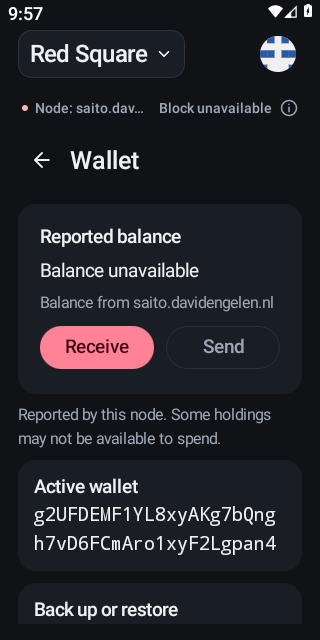 9:57
Red Square
Node: saito.dav... Block unavailable
Wallet
Reported balance
Balance unavailable
Balance from saito.davidengelen.nl
Receive Send
Reported by this node. Some holdings
may not be available to spend.
Active wallet
g2UFDEMF1YL8xyAKg7bQng
h7vD6FCmAro1xyF2Lgpan4
Back up or restore